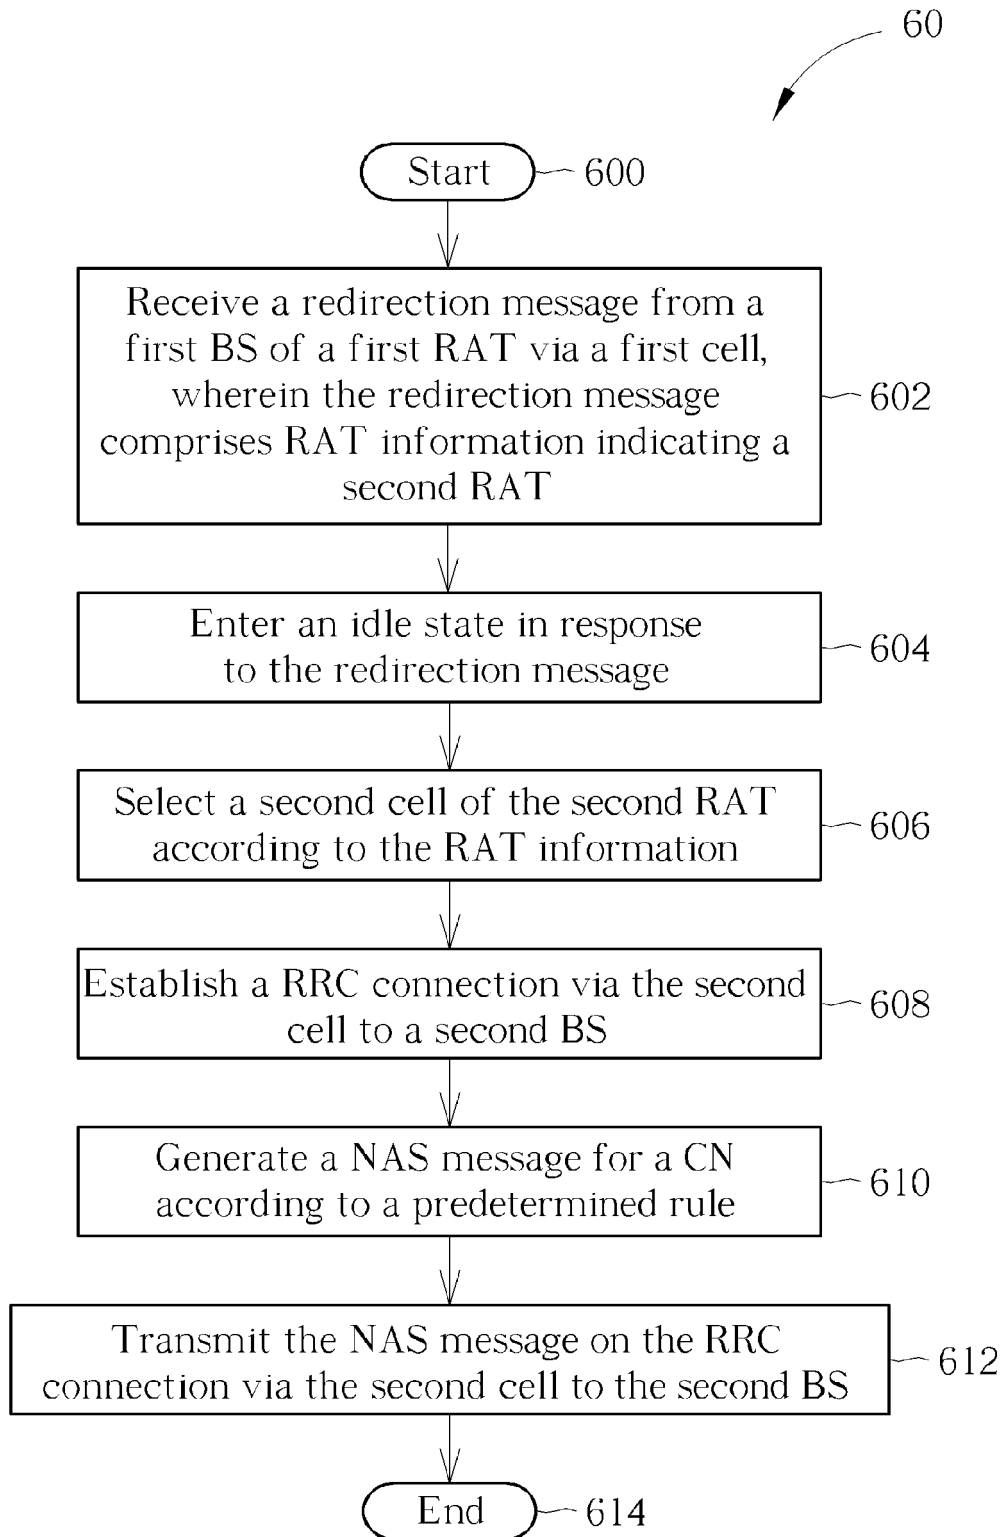 60
Start
600
Receive a redirection message from a
first BS of a first RAT via a first cell,
wherein the redirection message
comprises RAT information indicating a
second RAT
602
Enter an idle state in response
to the redirection message
604
Select a second cell of the second RAT
according to the RAT information
606
Establish a RRC connection via the second
cell to a second BS
608
Generate a NAS message for a CN
according to a predetermined rule
610
Transmit the NAS message on the RRC
connection via the second cell to the second BS
612
End
614